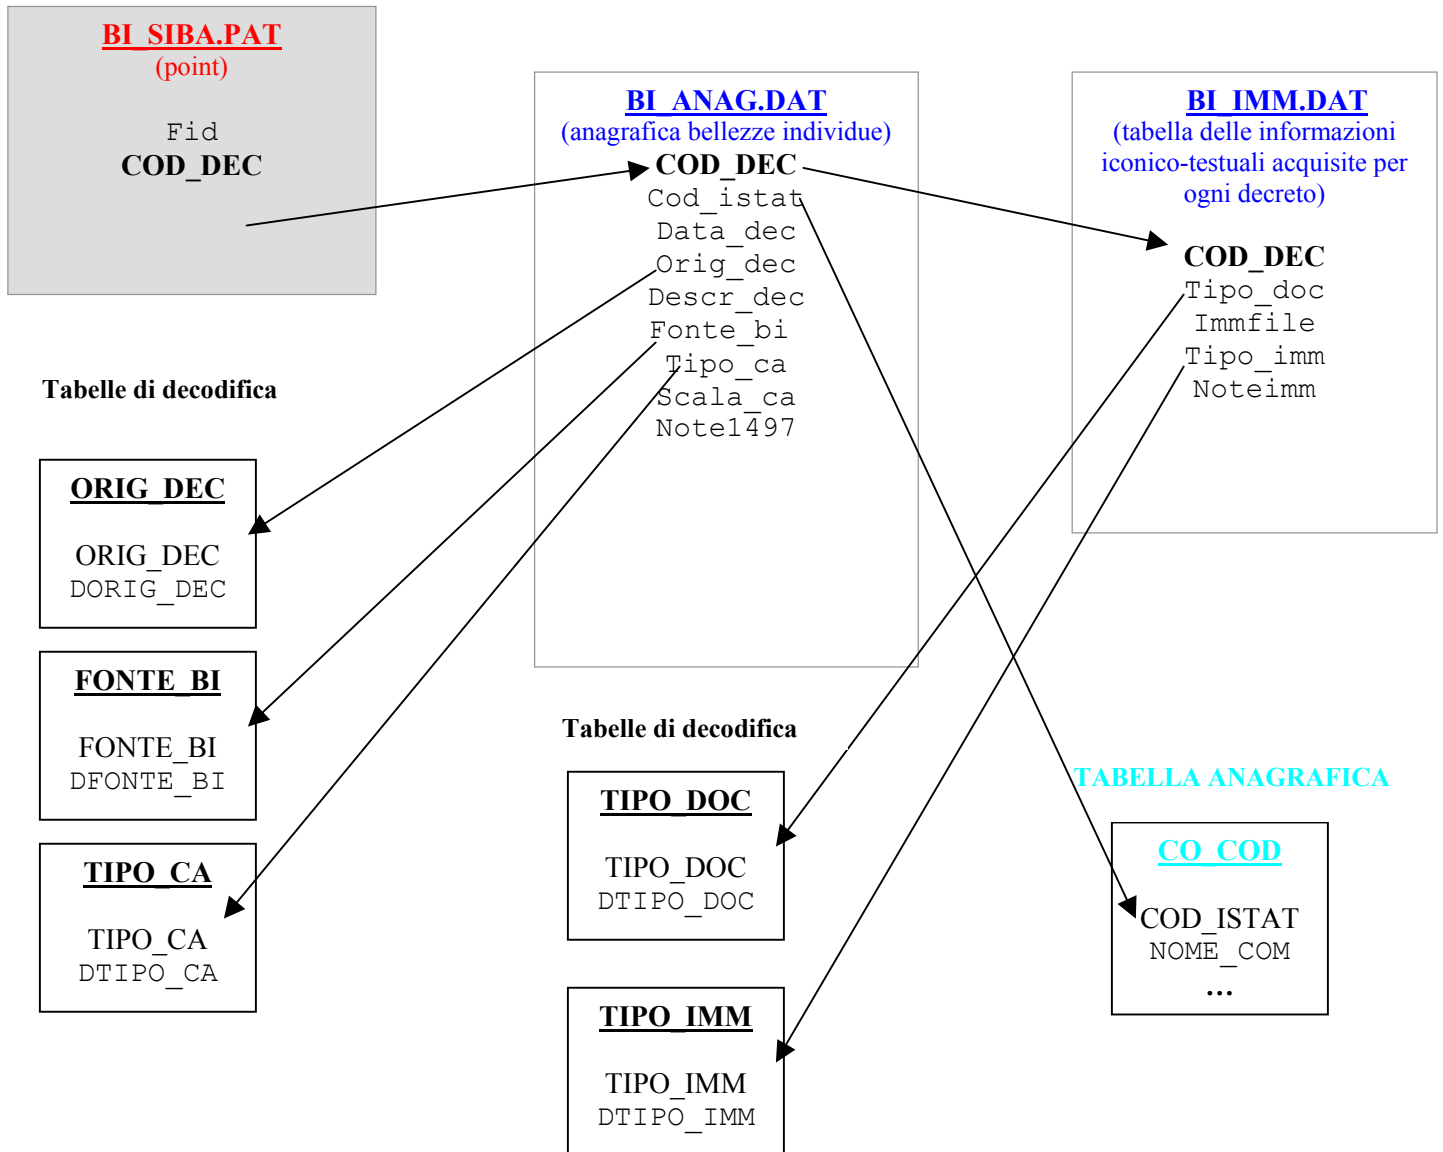 BI_SIBA.PAT
(point)
Fid
COD_DEC
BI_ANAG.DAT
(anagrafica bellezze individue)
COD_DEC
Cod_istat
Data_dec
Orig_dec
Descr_dec
Fonte_bi
Tipo_ca
Scala_ca
Note1497
BI_IMM.DAT
(tabella delle informazioni
iconico-testuali acquisite per
ogni decreto)
COD_DEC
Tipo_doc
Immfile
Tipo_imm
Noteimm
Tabelle di decodifica
ORIG_DEC
ORIG_DEC
DORIG_DEC
FONTE_BI
FONTE_BI
DFONTE_BI
TIPO_CA
TIPO_CA
DTIPO_CA
Tabelle di decodifica
TIPO_DOC
TIPO_DOC
DTIPO_DOC
TIPO_IMM
TIPO_IMM
DTIPO_IMM
TABELLA ANAGRAFICA
CO_COD
COD_ISTAT
NOME_COM
...